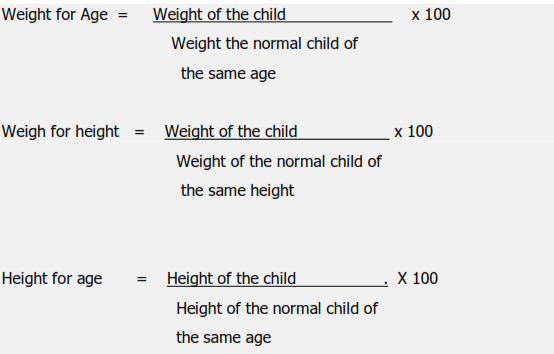 Weight for Age = Weight of the child x 100
Weight the normal child of
the same age
Weigh for height = Weight of the child x 100
Weight of the normal child of
the same height
Height for age = Height of the child . X 100
Height of the normal child of
the same age